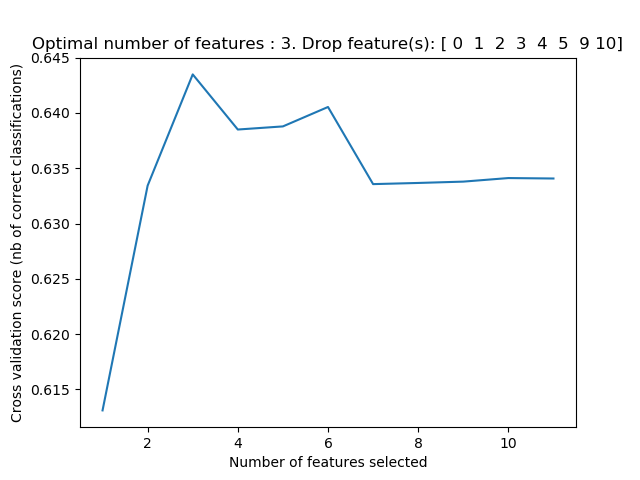 Optimal number of features : 3. Drop feature(s): [ 0  1  2  3  4  5  9 10]
0.645
0.640
0.635
0.630
0.625
0.620
0.615
Cross validation score (nb of correct classifications)
2 4 6 8 10
Number of features selected